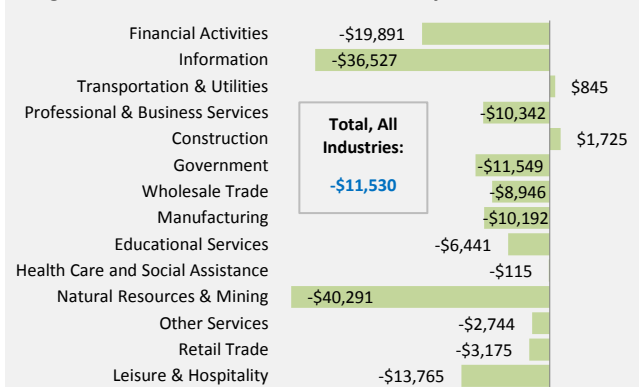 Financial Activities -$19,891
Information -$36,527
Transportation & Utilities $845
Professional & Business Services -$10,342
Construction $1,725
Government -$11,549
Wholesale Trade -$8,946
Manufacturing -$10,192
Educational Services -$6,441
Health Care and Social Assistance -$115
Natural Resources & Mining -$40,291
Other Services -$2,744
Retail Trade -$3,175
Leisure & Hospitality -$13,765
Total, All
Industries:
-$11,530